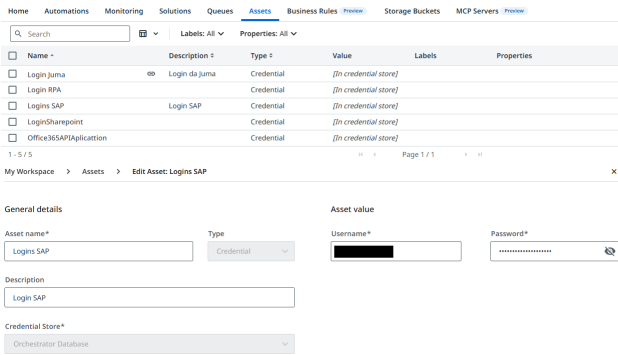 Home Automations Monitoring Solutions Queues Assets Business Rules Preview Storage Buckets MCP Servers Preview
Search Labels: All Properties: All
Name Description Type Value Labels Properties
Login Juma Login da Juma Credential [In credential store]
Login RPA Credential [In credential store]
Logins SAP Login SAP Credential [In credential store]
LoginSharepoint Credential [In credential store]
Office365APIAplicattion Credential [In credential store]
1 - 5 / 5 Page 1 / 1
My Workspace > Assets > Edit Asset: Logins SAP
General details Asset value
Asset name* Type Username* Password*
Logins SAP Credential ••••••••••••••••••••
Description
Login SAP
Credential Store*
Orchestrator Database